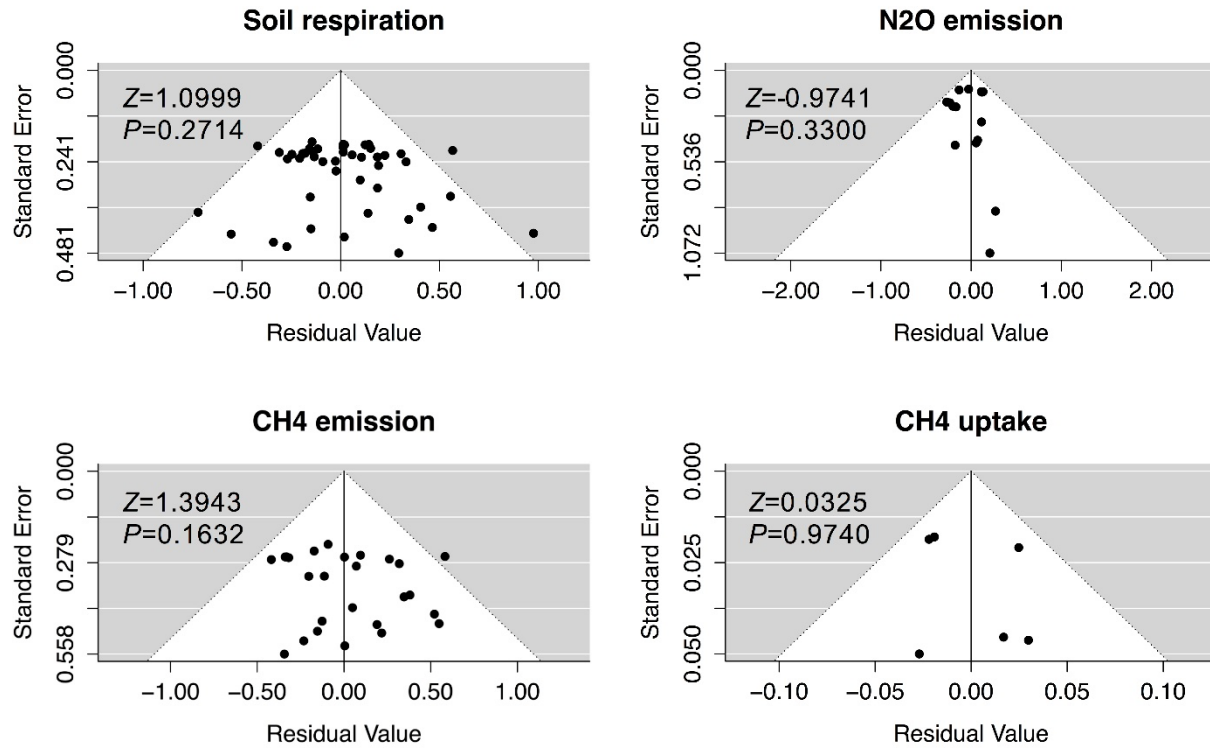 Soil respiration
Z=1.0999
P=0.2714
Standard Error
0.000
0.241
0.481
−1.00 −0.50 0.00 0.50 1.00
Residual Value
N2O emission
Z=-0.9741
P=0.3300
Standard Error
0.000
0.536
1.072
−2.00 −1.00 0.00 1.00 2.00
Residual Value
CH4 emission
Z=1.3943
P=0.1632
Standard Error
0.000
0.279
0.558
−1.00 −0.50 0.00 0.50 1.00
Residual Value
CH4 uptake
Z=0.0325
P=0.9740
Standard Error
0.000
0.025
0.050
−0.10 −0.05 0.00 0.05 0.10
Residual Value